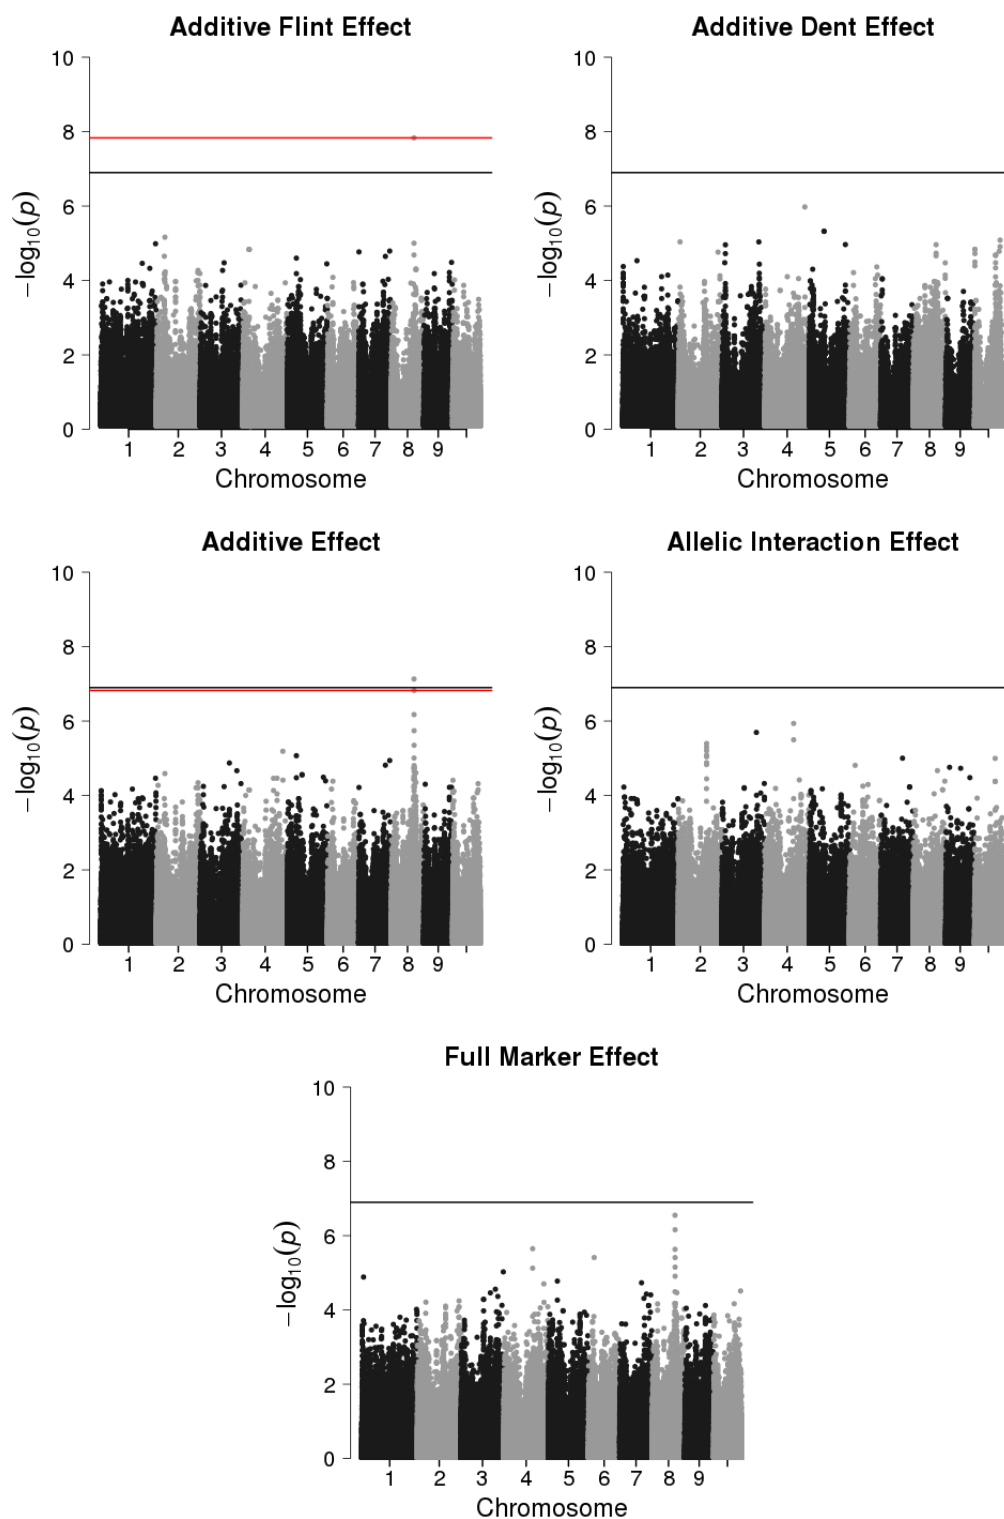 Additive Flint Effect
10
8
6
4
2
0
−log10(p)
1 2 3 4 5 6 7 8 9
Chromosome
Additive Dent Effect
10
8
6
4
2
0
−log10(p)
1 2 3 4 5 6 7 8 9
Chromosome
Additive Effect
10
8
6
4
2
0
−log10(p)
1 2 3 4 5 6 7 8 9
Chromosome
Allelic Interaction Effect
10
8
6
4
2
0
−log10(p)
1 2 3 4 5 6 7 8 9
Chromosome
Full Marker Effect
10
8
6
4
2
0
−log10(p)
1 2 3 4 5 6 7 8 9
Chromosome